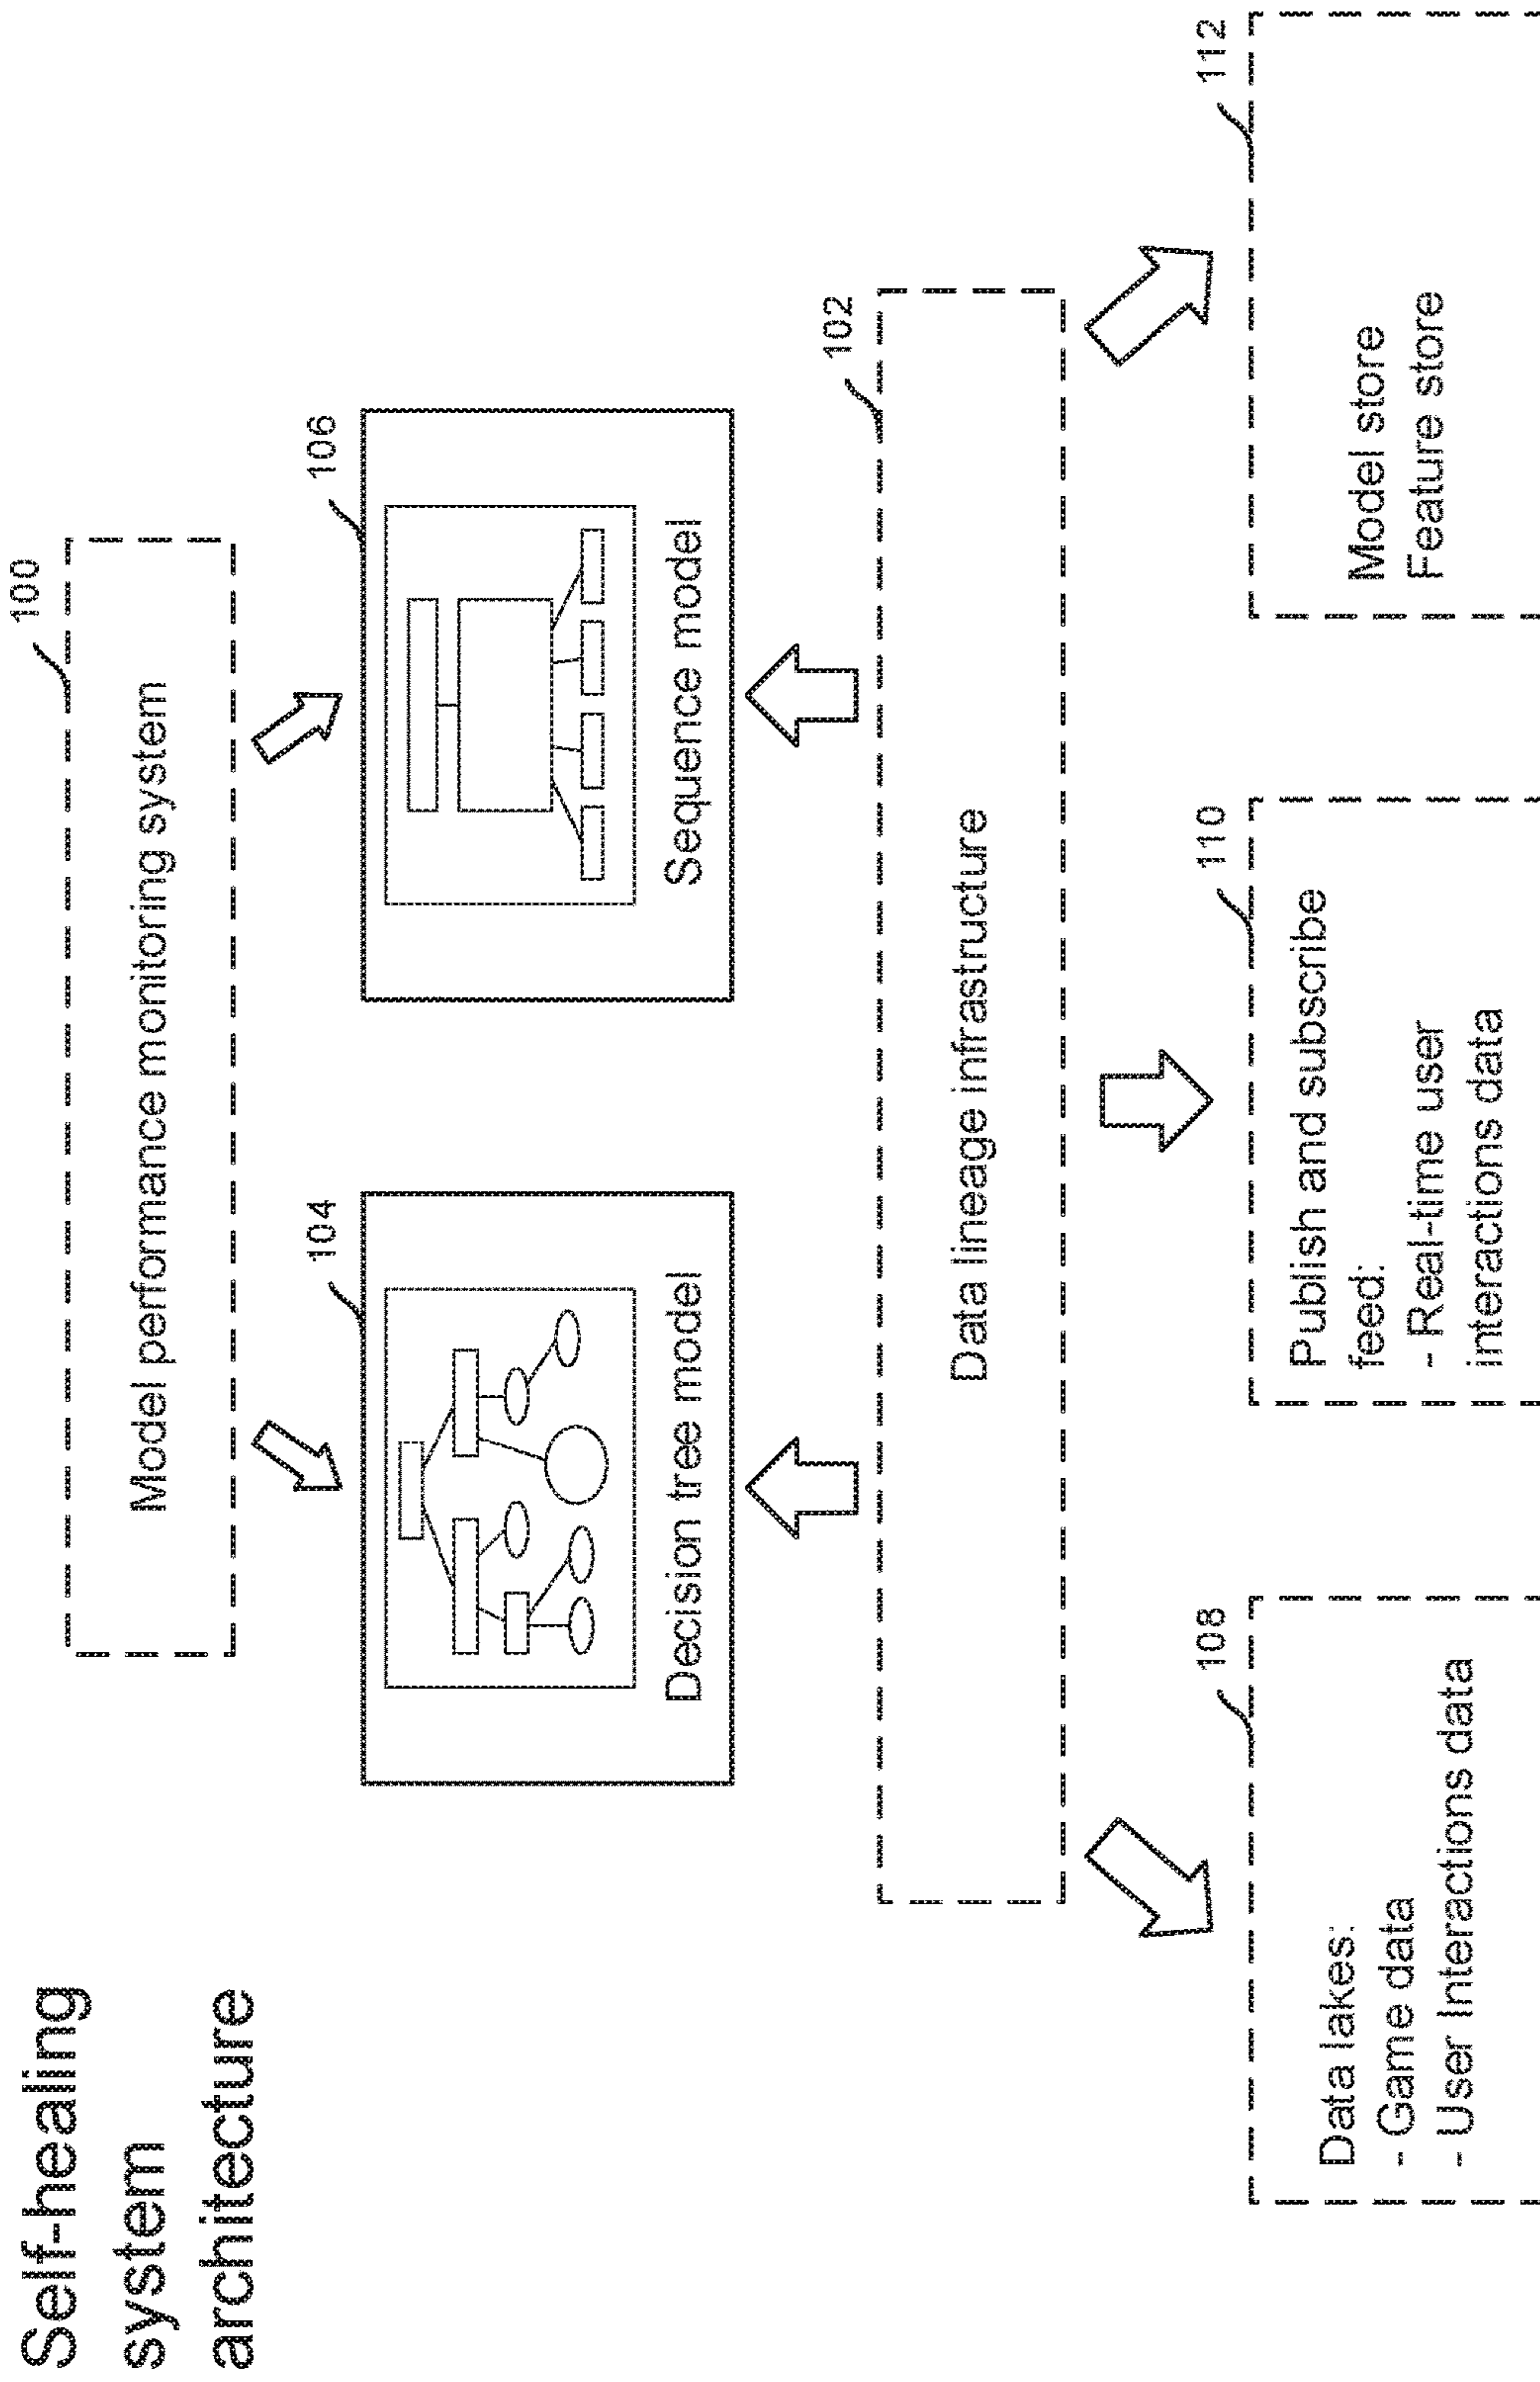 Self-healing
system
architecture
100
Model performance monitoring system
104
Decision tree model
106
Sequence model
102
Data lineage infrastructure
108
Data lakes:
- Game data
- User Interactions data
110
Publish and subscribe
feed:
- Real-time user
interactions data
112
Model store
Feature store